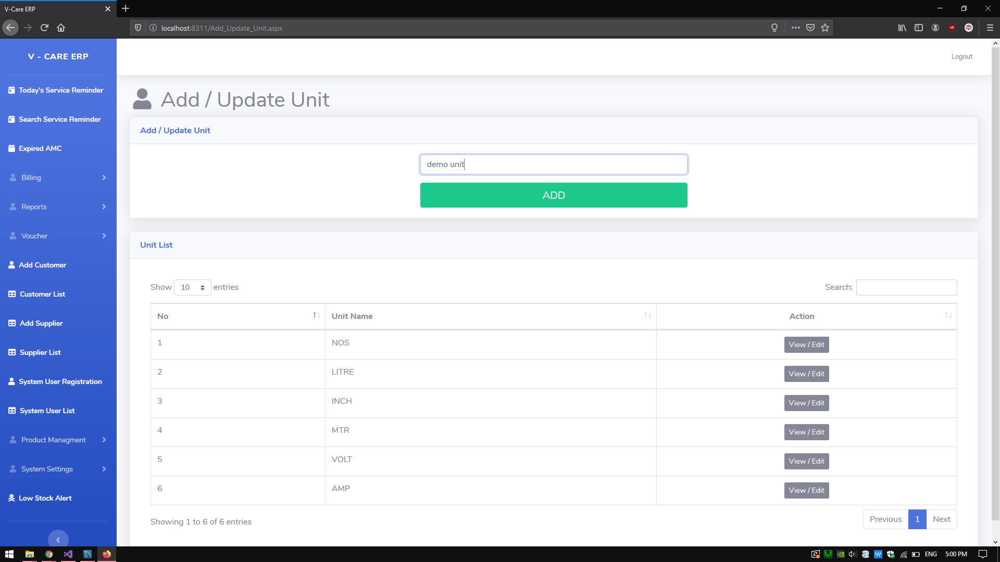 V-Care ERP
localhost:8311/Add_Update_Unit.aspx
V - CARE ERP
Logout
Today's Service Reminder
Search Service Reminder
Expired AMC
Billing
Reports
Voucher
Add Customer
Customer List
Add Supplier
Supplier List
System User Registration
System User List
Product Managment
System Settings
Low Stock Alert
Add / Update Unit
Add / Update Unit
demo unit
ADD
Unit List
Show 10 entries
Search:
No Unit Name Action
1 NOS View / Edit
2 LITRE View / Edit
3 INCH View / Edit
4 MTR View / Edit
5 VOLT View / Edit
6 AMP View / Edit
Showing 1 to 6 of 6 entries
Previous 1 Next
ENG 5:00 PM